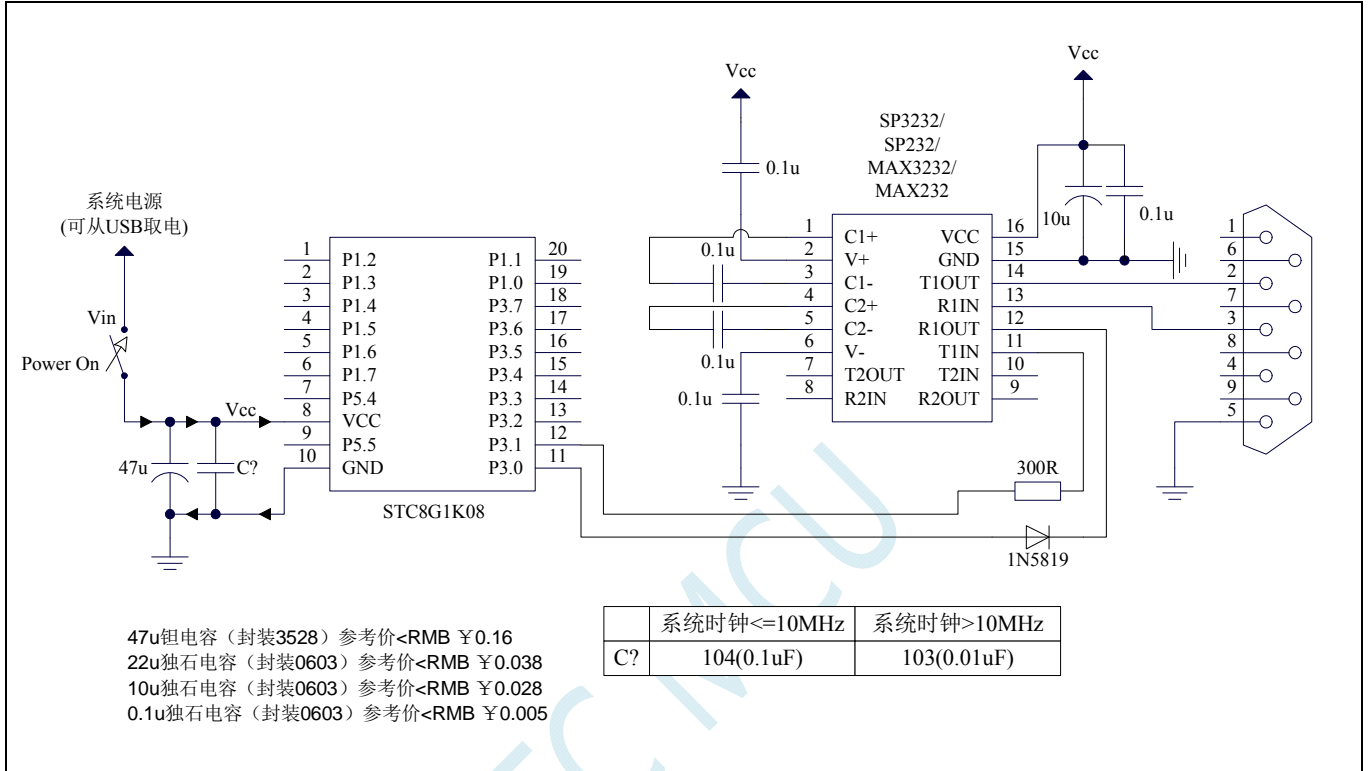 Vcc
Vcc
SP3232/
SP232/
MAX3232/
MAX232
0.1u
10u
0.1u
系统电源
(可从USB取电)
Vin
Power On
Vcc
47u
C?
1
2
3
4
5
6
7
8
9
10
P1.2
P1.3
P1.4
P1.5
P1.6
P1.7
P5.4
VCC
P5.5
GND
P1.1
P1.0
P3.7
P3.6
P3.5
P3.4
P3.3
P3.2
P3.1
P3.0
20
19
18
17
16
15
14
13
12
11
STC8G1K08
0.1u
0.1u
0.1u
1
2
3
4
5
6
7
8
C1+
V+
C1-
C2+
C2-
V-
T2OUT
R2IN
VCC
GND
T1OUT
R1IN
R1OUT
T1IN
T2IN
R2OUT
16
15
14
13
12
11
10
9
1
6
2
7
3
8
4
9
5
300R
1N5819
47u钽电容（封装3528）参考价<RMB ￥0.16
22u独石电容（封装0603）参考价<RMB ￥0.038
10u独石电容（封装0603）参考价<RMB ￥0.028
0.1u独石电容（封装0603）参考价<RMB ￥0.005
系统时钟<=10MHz 系统时钟>10MHz
C? 104(0.1uF) 103(0.01uF)
MCU